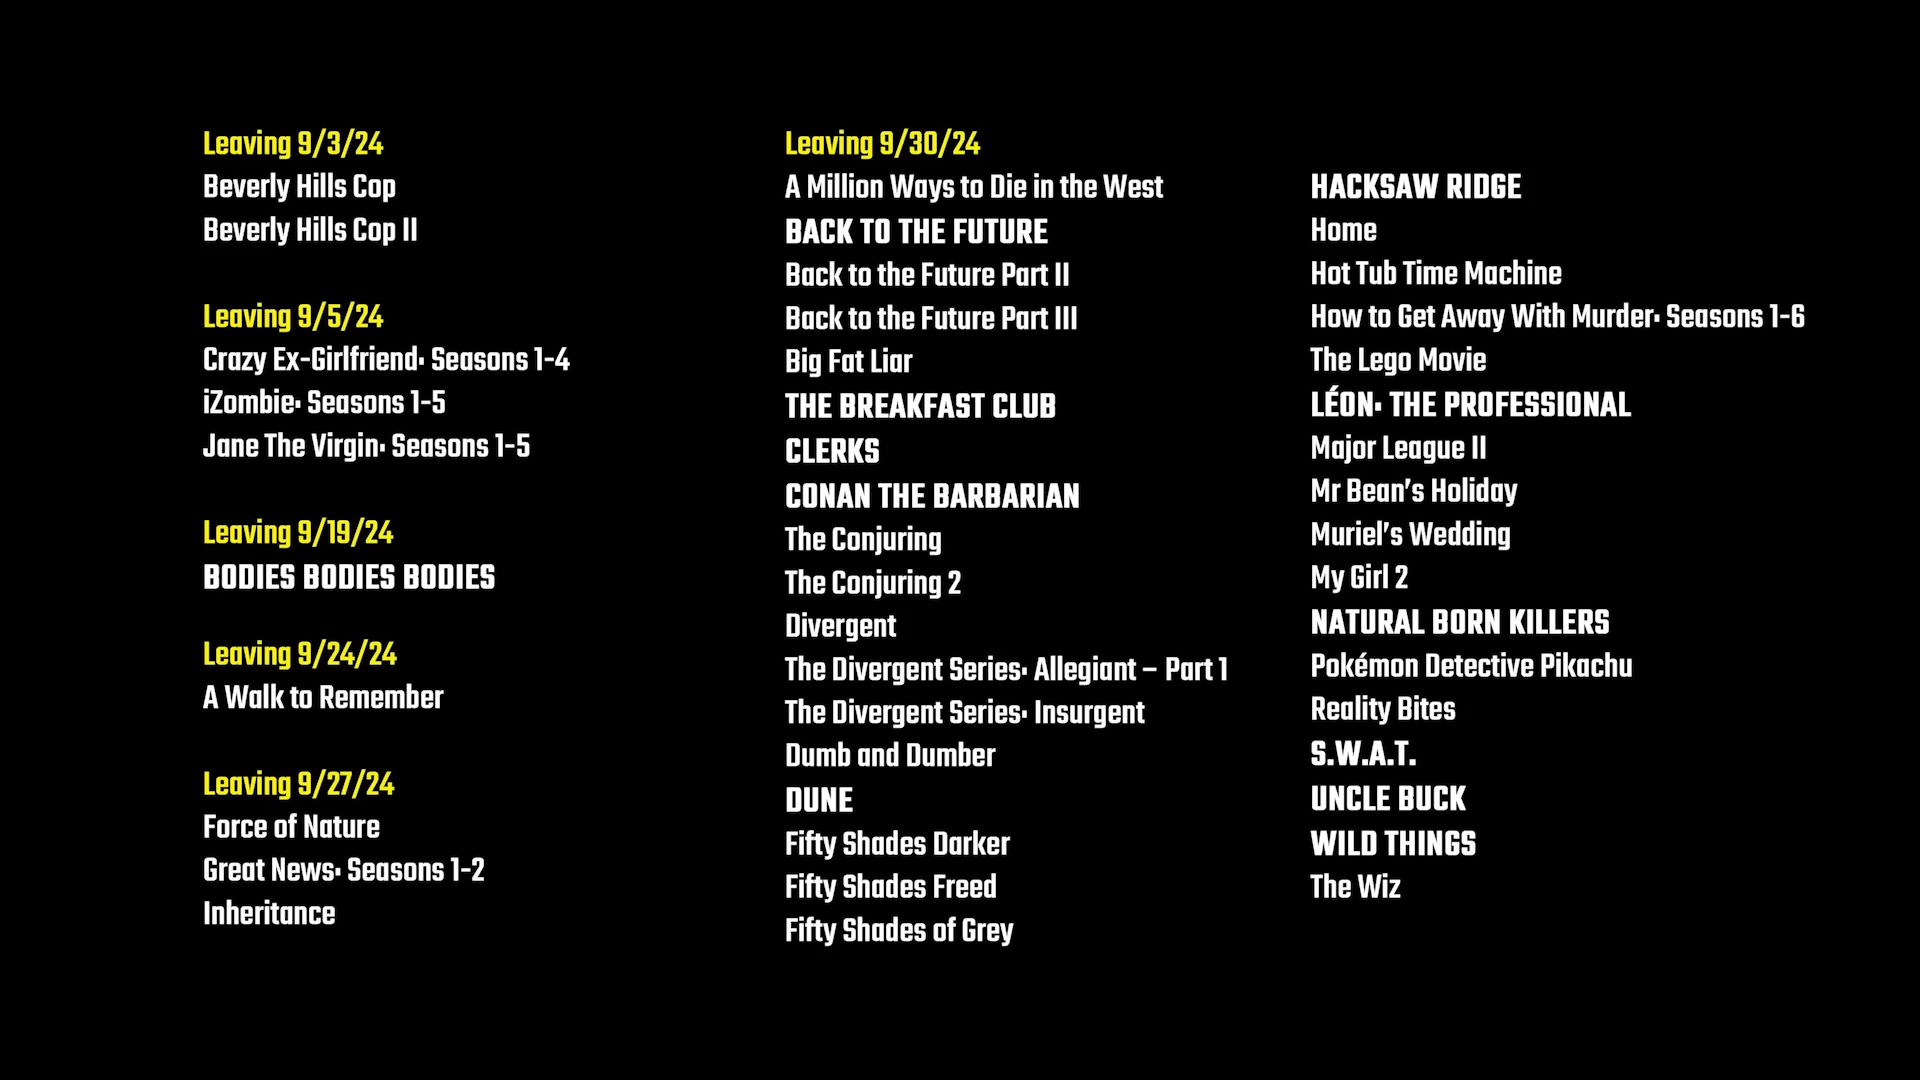 Leaving 9/3/24
Beverly Hills Cop
Beverly Hills Cop II
Leaving 9/5/24
Crazy Ex-Girlfriend: Seasons 1-4
iZombie: Seasons 1-5
Jane The Virgin: Seasons 1-5
Leaving 9/19/24
BODIES BODIES BODIES
Leaving 9/24/24
A Walk to Remember
Leaving 9/27/24
Force of Nature
Great News: Seasons 1-2
Inheritance
Leaving 9/30/24
A Million Ways to Die in the West
BACK TO THE FUTURE
Back to the Future Part II
Back to the Future Part III
Big Fat Liar
THE BREAKFAST CLUB
CLERKS
CONAN THE BARBARIAN
The Conjuring
The Conjuring 2
Divergent
The Divergent Series: Allegiant – Part 1
The Divergent Series: Insurgent
Dumb and Dumber
DUNE
Fifty Shades Darker
Fifty Shades Freed
Fifty Shades of Grey
HACKSAW RIDGE
Home
Hot Tub Time Machine
How to Get Away With Murder: Seasons 1-6
The Lego Movie
LÉON: THE PROFESSIONAL
Major League II
Mr Bean’s Holiday
Muriel’s Wedding
My Girl 2
NATURAL BORN KILLERS
Pokémon Detective Pikachu
Reality Bites
S.W.A.T.
UNCLE BUCK
WILD THINGS
The Wiz